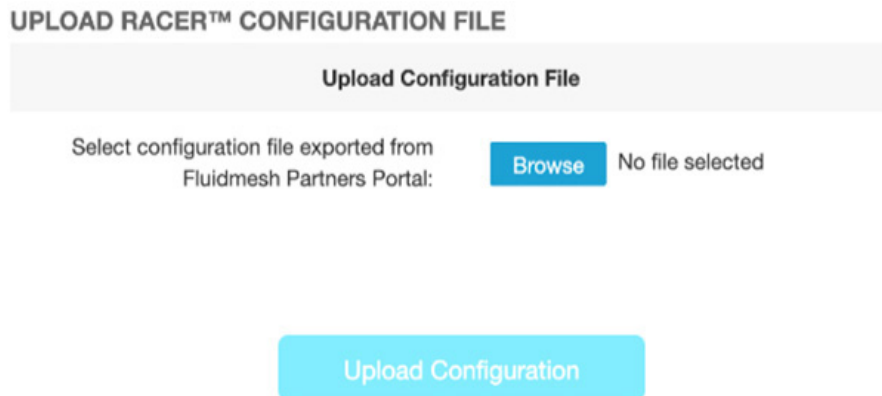 UPLOAD RACER™ CONFIGURATION FILE
Upload Configuration File
Select configuration file exported from
Fluidmesh Partners Portal:
Browse No file selected
Upload Configuration